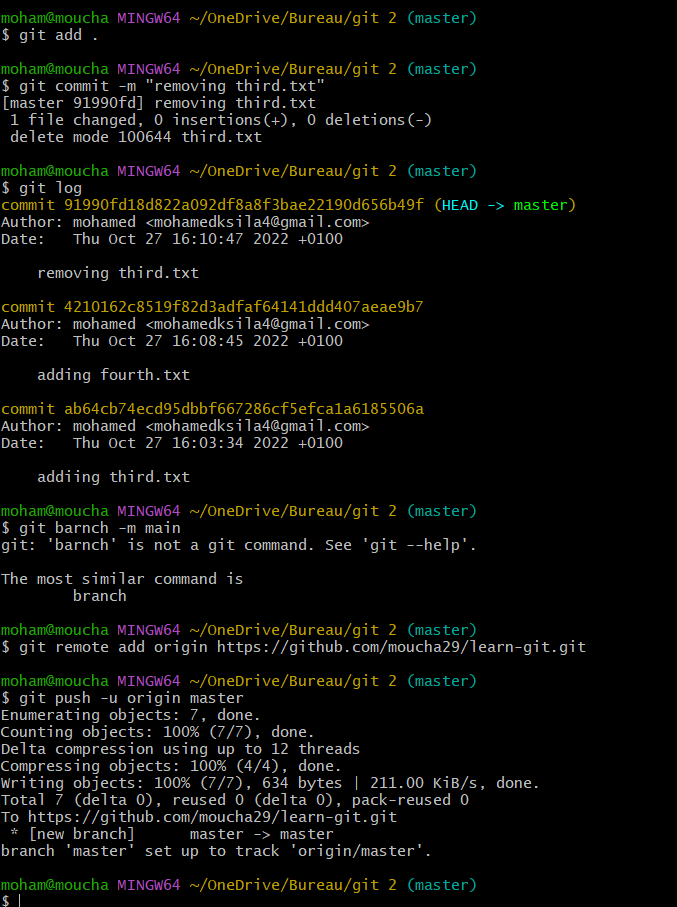 moham@moucha MINGW64 ~/OneDrive/Bureau/git 2 (master)
$ git add .
moham@moucha MINGW64 ~/OneDrive/Bureau/git 2 (master)
$ git commit -m "removing third.txt"
[master 91990fd] removing third.txt
 1 file changed, 0 insertions(+), 0 deletions(-)
 delete mode 100644 third.txt
moham@moucha MINGW64 ~/OneDrive/Bureau/git 2 (master)
$ git log
commit 91990fd18d822a092df8a8f3bae22190d656b49f (HEAD -> master)
Author: mohamed <mohamedksila4@gmail.com>
Date:   Thu Oct 27 16:10:47 2022 +0100
    removing third.txt
commit 4210162c8519f82d3adfaf64141ddd407aeae9b7
Author: mohamed <mohamedksila4@gmail.com>
Date:   Thu Oct 27 16:08:45 2022 +0100
    adding fourth.txt
commit ab64cb74ecd95dbbf667286cf5efca1a6185506a
Author: mohamed <mohamedksila4@gmail.com>
Date:   Thu Oct 27 16:03:34 2022 +0100
    addiing third.txt
moham@moucha MINGW64 ~/OneDrive/Bureau/git 2 (master)
$ git barnch -m main
git: 'barnch' is not a git command. See 'git --help'.
The most similar command is
        branch
moham@moucha MINGW64 ~/OneDrive/Bureau/git 2 (master)
$ git remote add origin https://github.com/moucha29/learn-git.git
moham@moucha MINGW64 ~/OneDrive/Bureau/git 2 (master)
$ git push -u origin master
Enumerating objects: 7, done.
Counting objects: 100% (7/7), done.
Delta compression using up to 12 threads
Compressing objects: 100% (4/4), done.
Writing objects: 100% (7/7), 634 bytes | 211.00 KiB/s, done.
Total 7 (delta 0), reused 0 (delta 0), pack-reused 0
To https://github.com/moucha29/learn-git.git
 * [new branch]      master -> master
branch 'master' set up to track 'origin/master'.
moham@moucha MINGW64 ~/OneDrive/Bureau/git 2 (master)
$